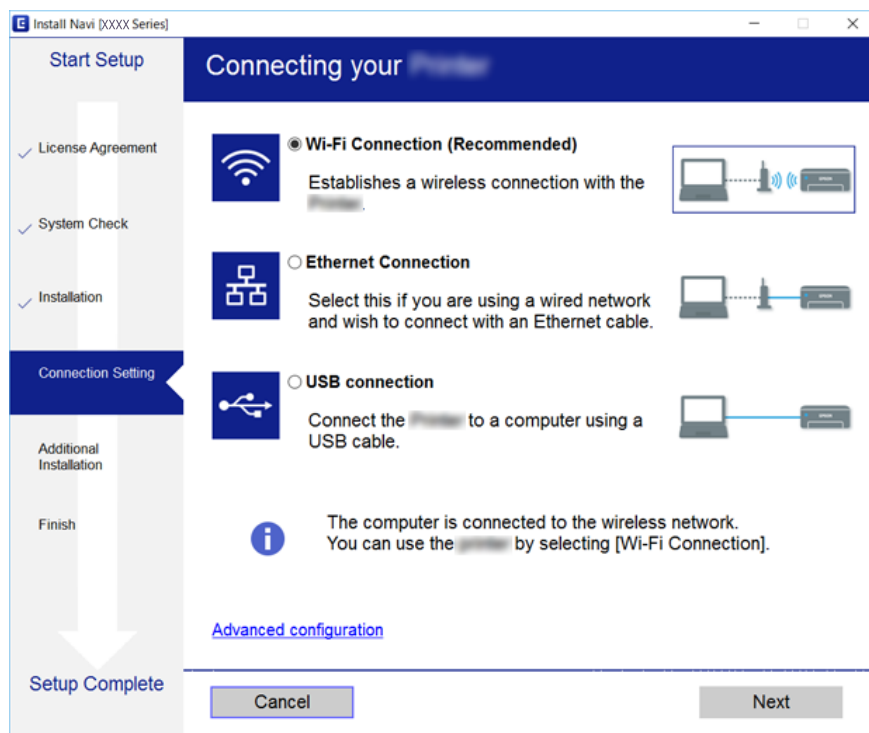 Install Navi [XXXX Series]
Start Setup
License Agreement
System Check
Installation
Connection Setting
Additional
Installation
Finish
Setup Complete
Connecting your
Wi-Fi Connection (Recommended)
Establishes a wireless connection with the
.
Ethernet Connection
Select this if you are using a wired network
and wish to connect with an Ethernet cable.
USB connection
Connect the to a computer using a
USB cable.
The computer is connected to the wireless network.
You can use the by selecting [Wi-Fi Connection].
Advanced configuration
Cancel
Next